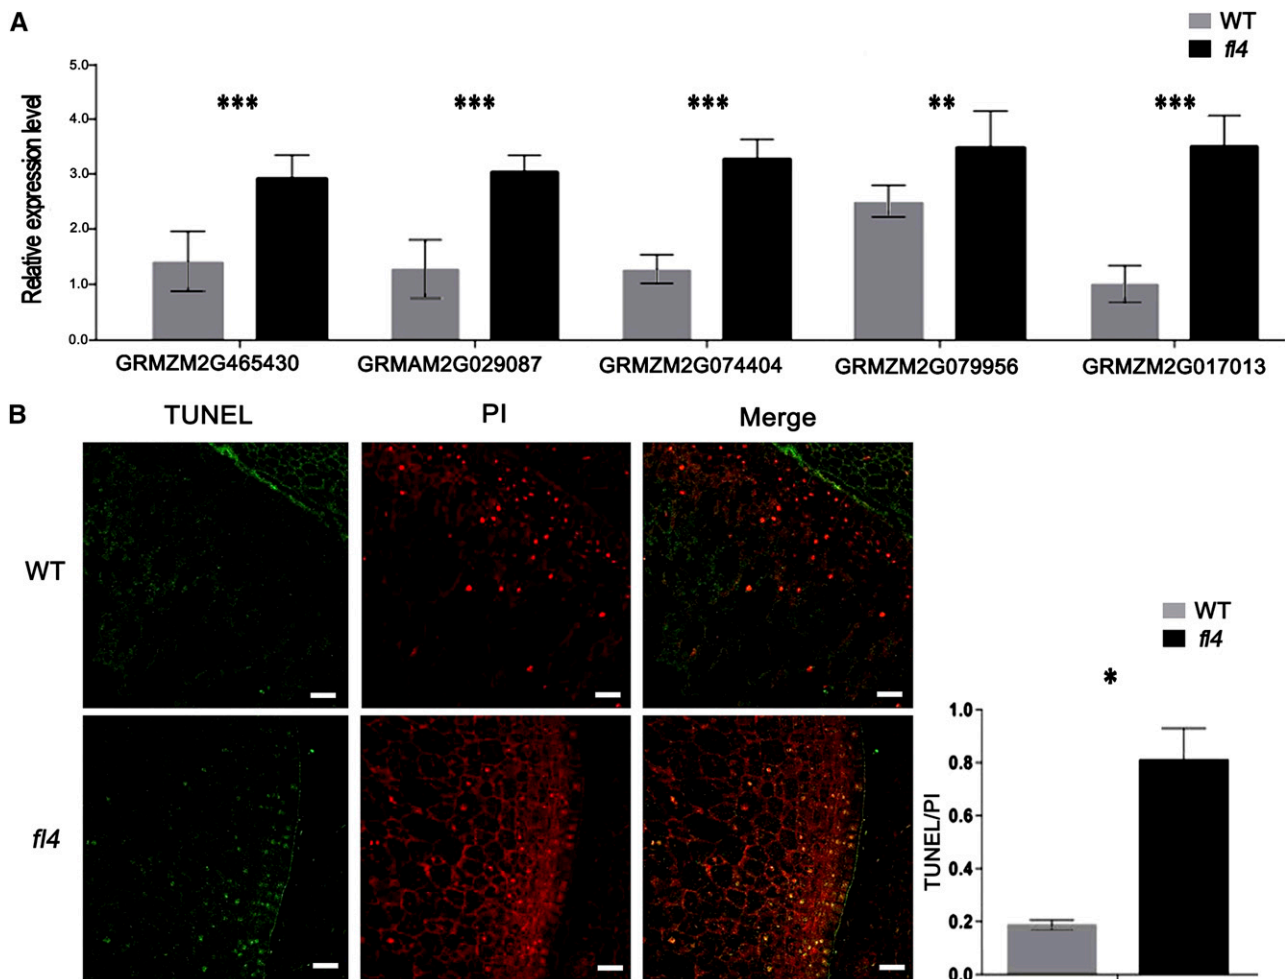 A
WT
fl4
***
***
***
**
***
Relative expression level
5.0
4.0
3.0
2.0
1.0
0.0
GRMZM2G465430
GRMAM2G029087
GRMZM2G074404
GRMZM2G079956
GRMZM2G017013
B
TUNEL
PI
Merge
WT
fl4
WT
fl4
*
TUNEL/PI
1.0
0.8
0.6
0.4
0.2
0.0